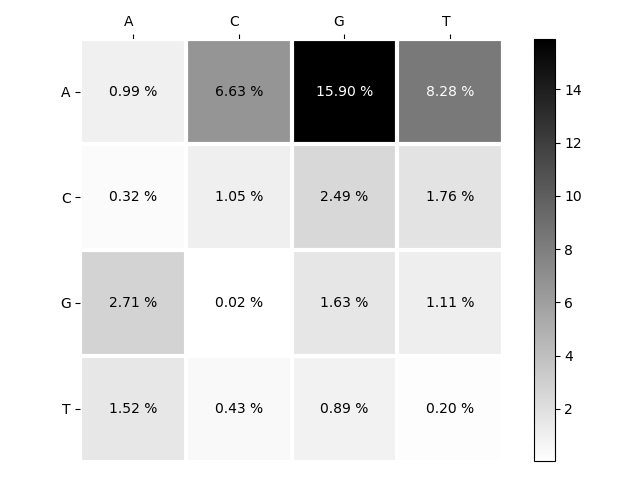 A C G T
A 0.99 % 6.63 % 15.90 % 8.28 % 14
12
C 0.32 % 1.05 % 2.49 % 1.76 % 10
8
G 2.71 % 0.02 % 1.63 % 1.11 % 6
4
T 1.52 % 0.43 % 0.89 % 0.20 % 2